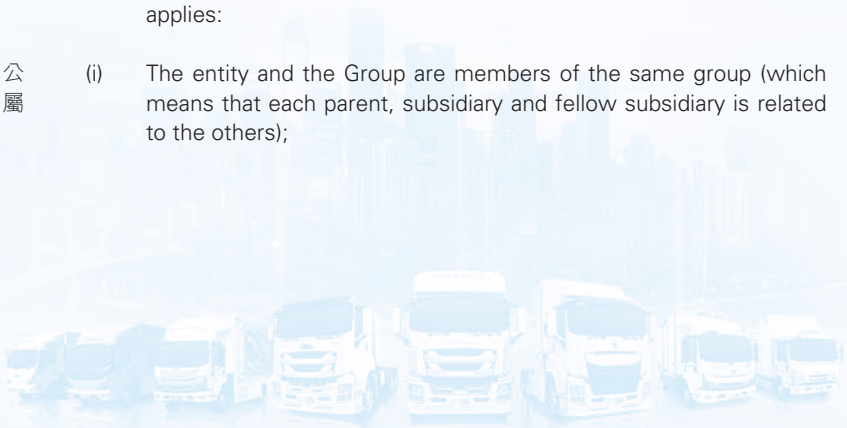 applies:
公 (i) The entity and the Group are members of the same group (which
屬 means that each parent, subsidiary and fellow subsidiary is related
to the others);